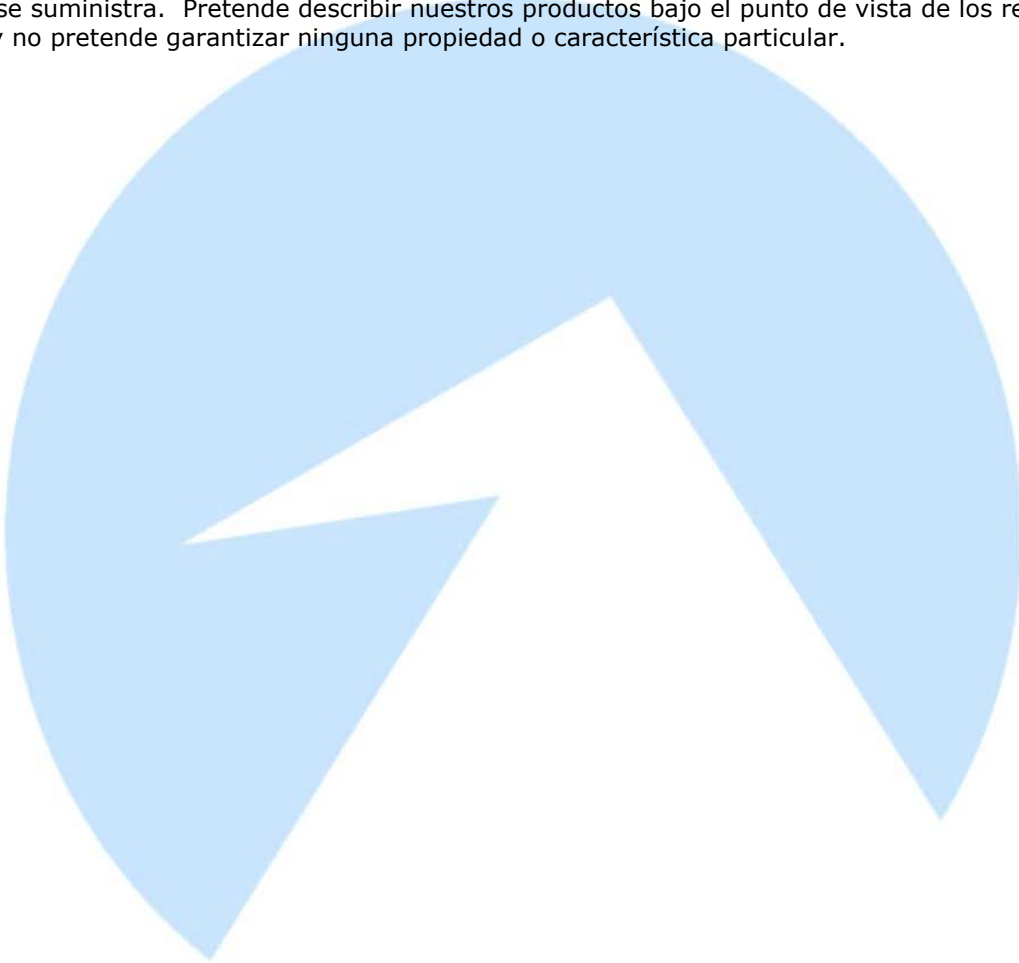 se suministra.  Pretende describir nuestros productos bajo el punto de vista de los
no pretende garantizar ninguna propiedad o característica particular.